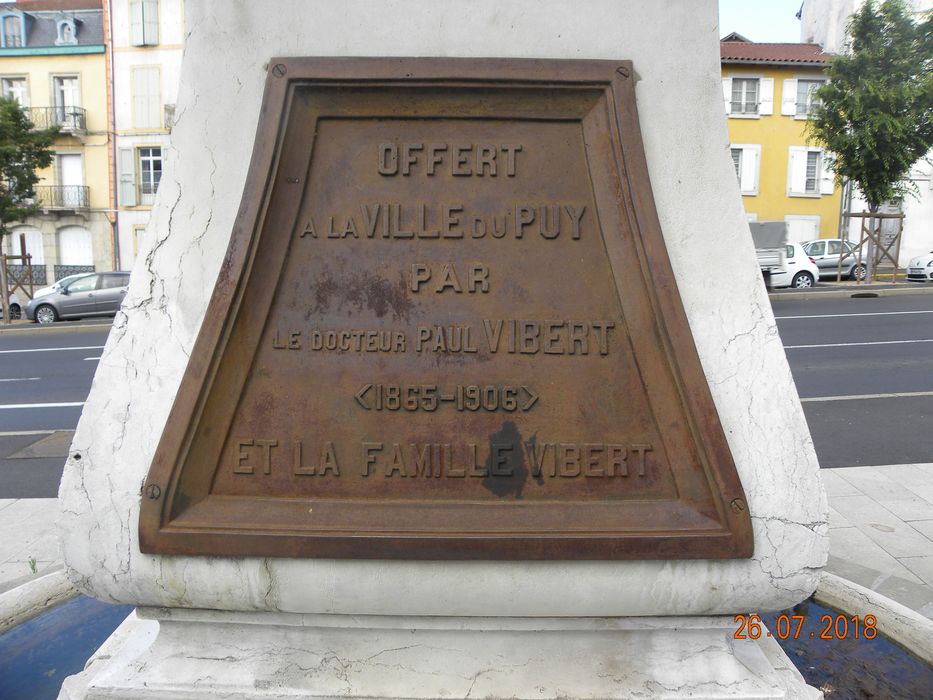 OFFERT
A LA VILLE DU PUY
PAR
LE DOCTEUR PAUL VIBERT
<1865-1906>
ET LA FAMILLE VIBERT
26.07.2018